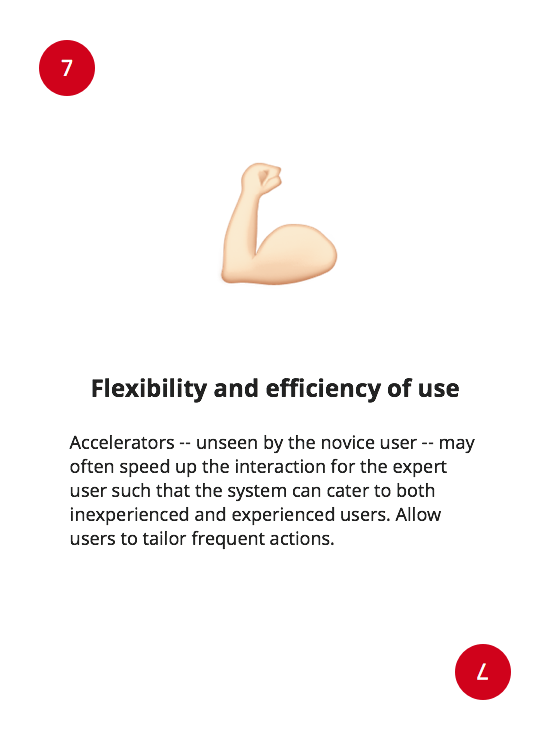 7
Flexibility and efficiency of use
Accelerators -- unseen by the novice user -- may
often speed up the interaction for the expert
user such that the system can cater to both
inexperienced and experienced users. Allow
users to tailor frequent actions.
7